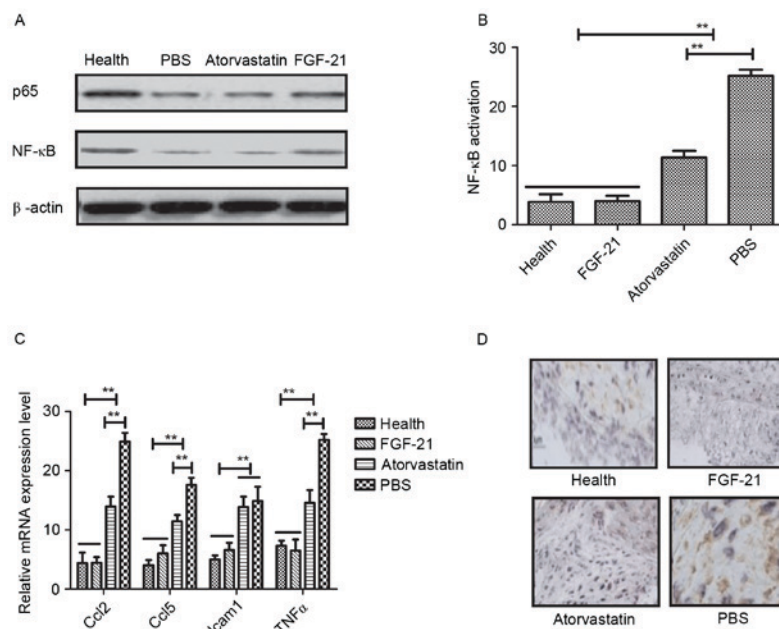 A
Health PBS Atorvastatin FGF-21
p65
NF-κB
β -actin
B
**
**
NF-κB activation
30
20
10
0
Health
FGF-21
Atorvastatin
PBS
C
Relative mRNA expression level
30
20
10
0
**
**
**
**
**
**
**
Health
FGF-21
Atorvastatin
PBS
Ccl2
Ccl5
Icam1
TNFα
D
Health FGF-21
Atorvastatin PBS